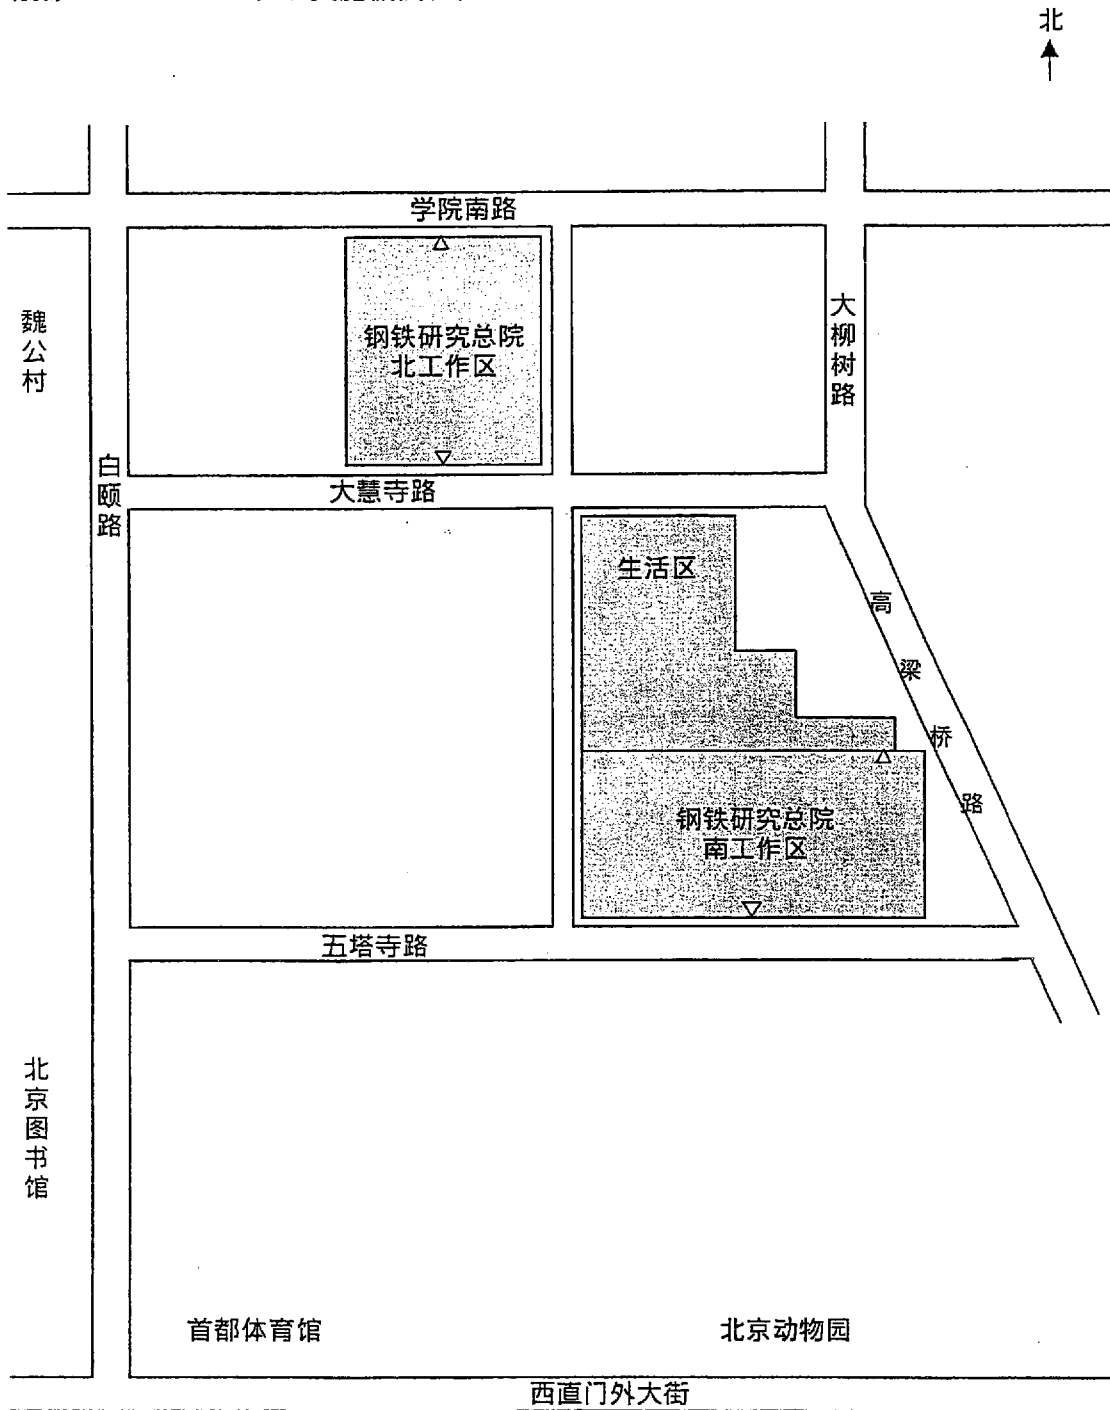 北
学院南路
魏公村
钢铁研究总院
北工作区
大柳树路
白颐路
大慧寺路
生活区
高梁桥路
钢铁研究总院
南工作区
五塔寺路
北京图书馆
首都体育馆
北京动物园
西直门外大街